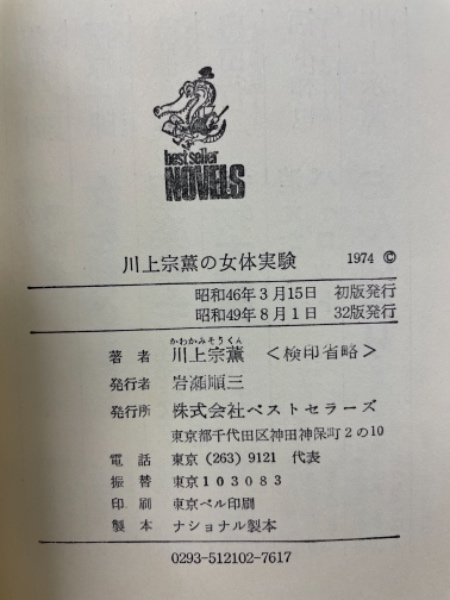 best seller
NOVELS
川上宗薫の女体実験 1974 ©
昭和46年3月15日 初版発行
昭和49年8月1日 32版発行
かわかみそうくん
著者 川上宗薫 <検印省略>
発行者 岩瀬順三
発行所 株式会社ベストセラーズ
東京都千代田区神田神保町2の10
電話 東京(263)9121 代表
振替 東京103083
印刷 東京ベル印刷
製本 ナショナル製本
0293-512102-7617